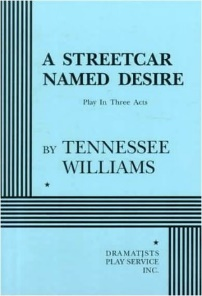 A STREETCAR
NAMED DESIRE
Play In Three Acts
BY TENNESSEE
WILLIAMS
DRAMATISTS
PLAY SERVICE
INC.